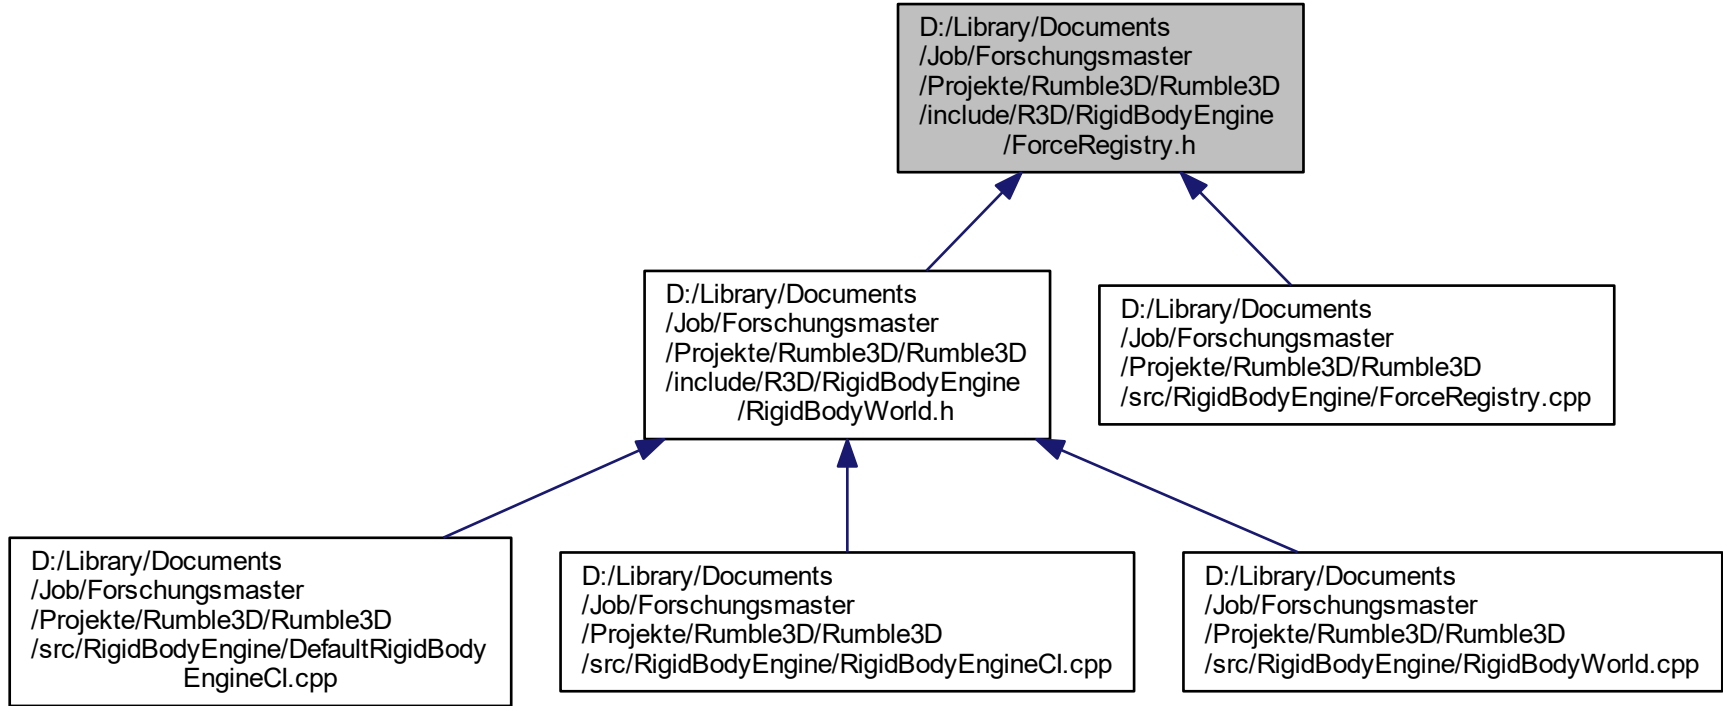 D:/Library/Documents
/Job/Forschungsmaster
/Projekte/Rumble3D/Rumble3D
/include/R3D/RigidBodyEngine
/ForceRegistry.h
D:/Library/Documents
/Job/Forschungsmaster
/Projekte/Rumble3D/Rumble3D
/include/R3D/RigidBodyEngine
/RigidBodyWorld.h
D:/Library/Documents
/Job/Forschungsmaster
/Projekte/Rumble3D/Rumble3D
/src/RigidBodyEngine/ForceRegistry.cpp
D:/Library/Documents
/Job/Forschungsmaster
/Projekte/Rumble3D/Rumble3D
/src/RigidBodyEngine/DefaultRigidBody
EngineCI.cpp
D:/Library/Documents
/Job/Forschungsmaster
/Projekte/Rumble3D/Rumble3D
/src/RigidBodyEngine/RigidBodyEngineCI.cpp
D:/Library/Documents
/Job/Forschungsmaster
/Projekte/Rumble3D/Rumble3D
/src/RigidBodyEngine/RigidBodyWorld.cpp